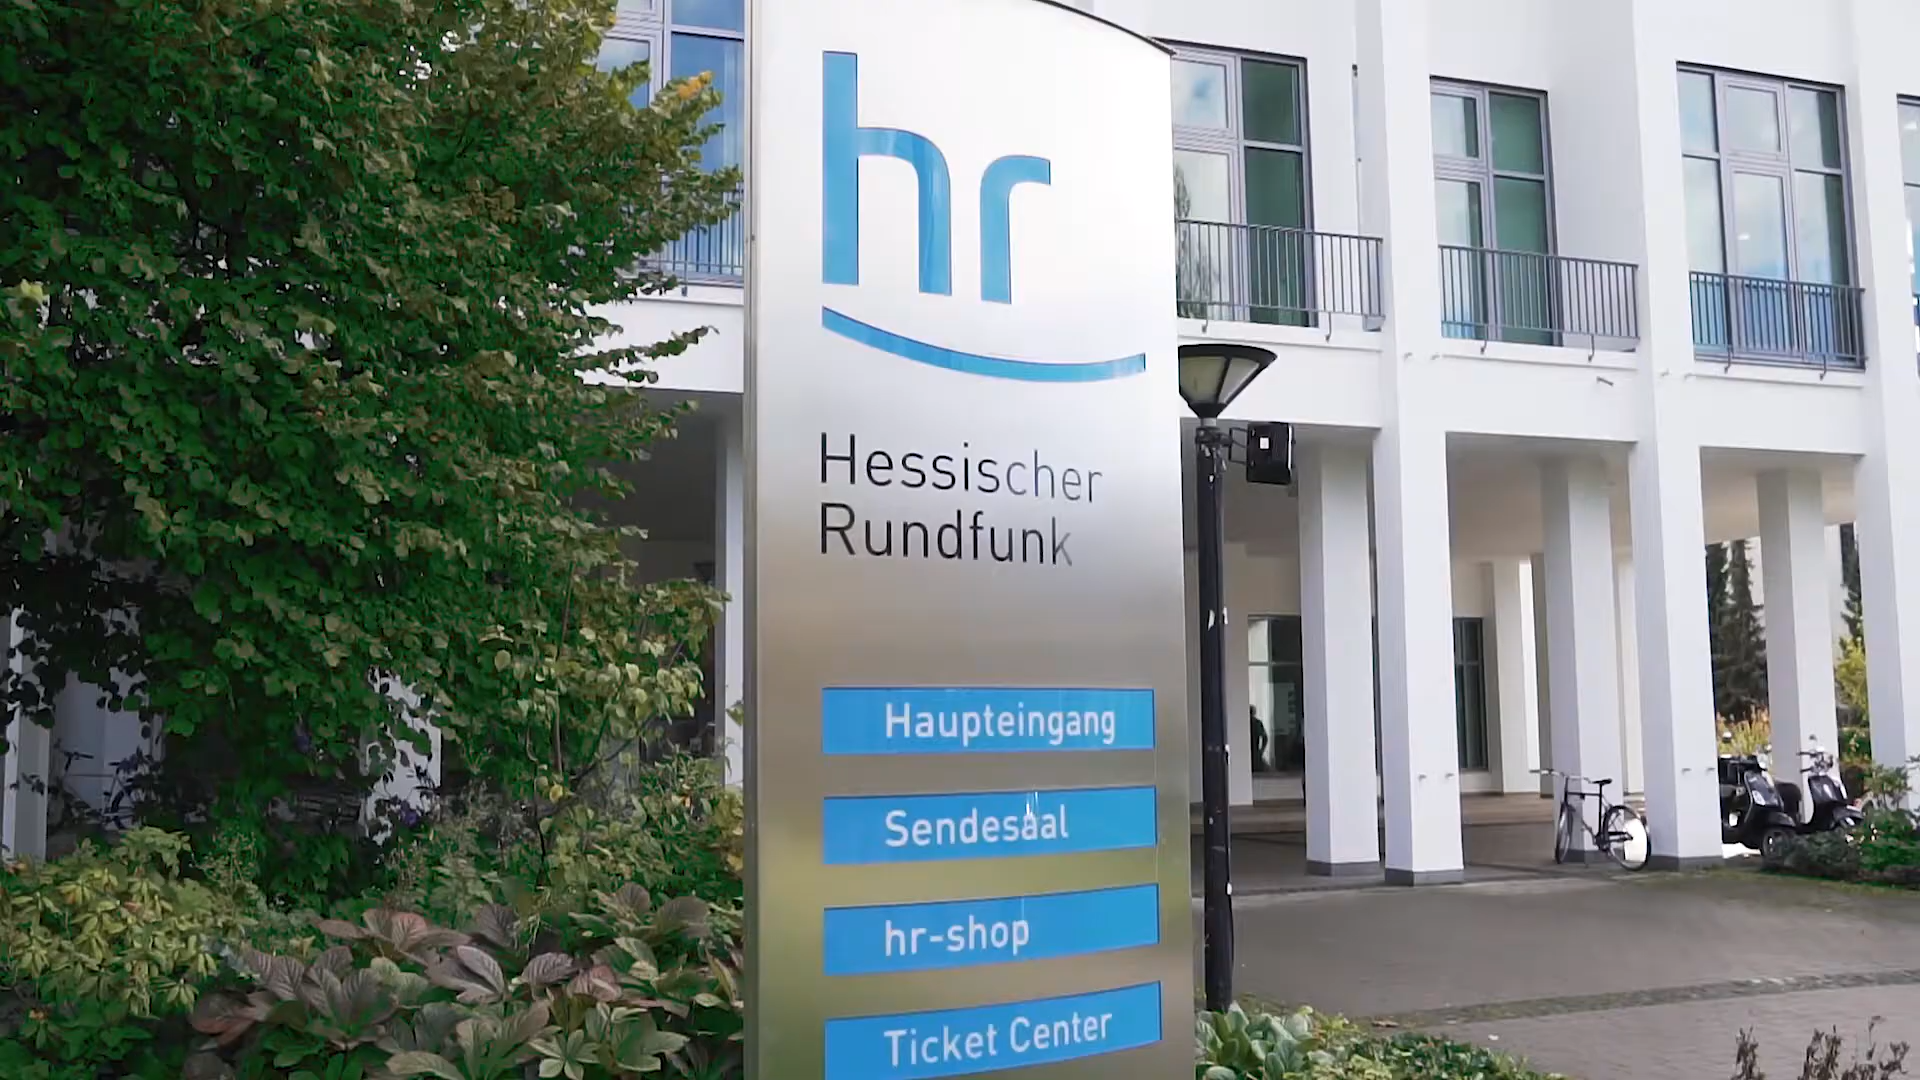 hr
Hessischer
Rundfunk
Haupteingang
Sendesaal
hr-shop
Ticket Center